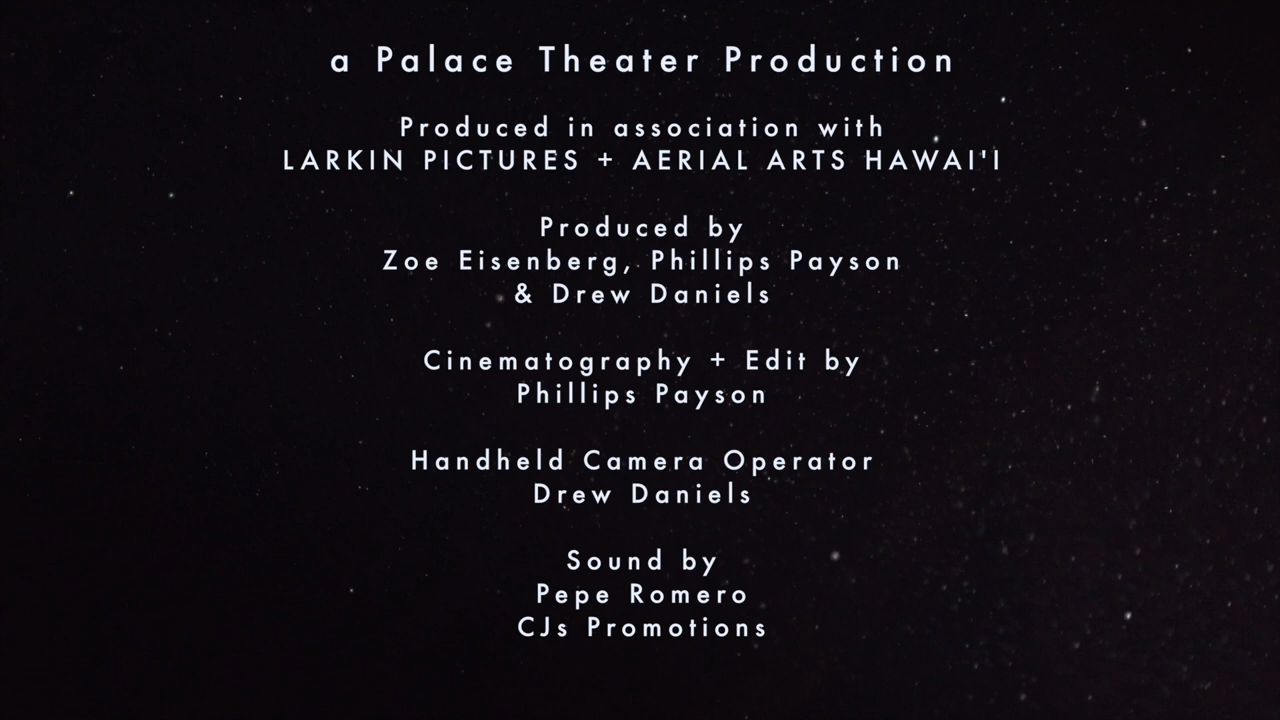 a Palace Theater Production
Produced in association with
LARKIN PICTURES + AERIAL ARTS HAWAI'I
Produced by
Zoe Eisenberg, Phillips Payson
& Drew Daniels
Cinematography + Edit by
Phillips Payson
Handheld Camera Operator
Drew Daniels
Sound by
Pepe Romero
CJs Promotions